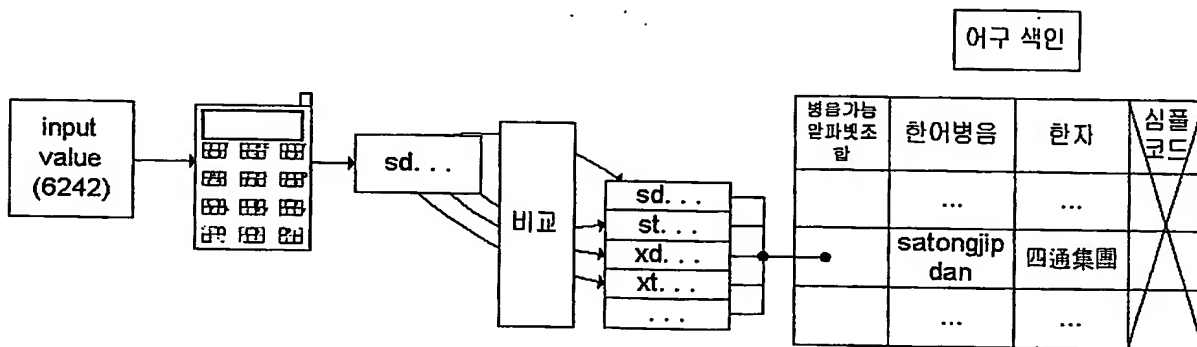 어구 색인
input
value
(6242)
sd. . .
비교
sd. . .
st. . .
xd. . .
xt. . .
. . .
병음가능
알파벳조
합
한어병음
한자
심플
코드
... ...
satongjip
dan
四通集團
... ...